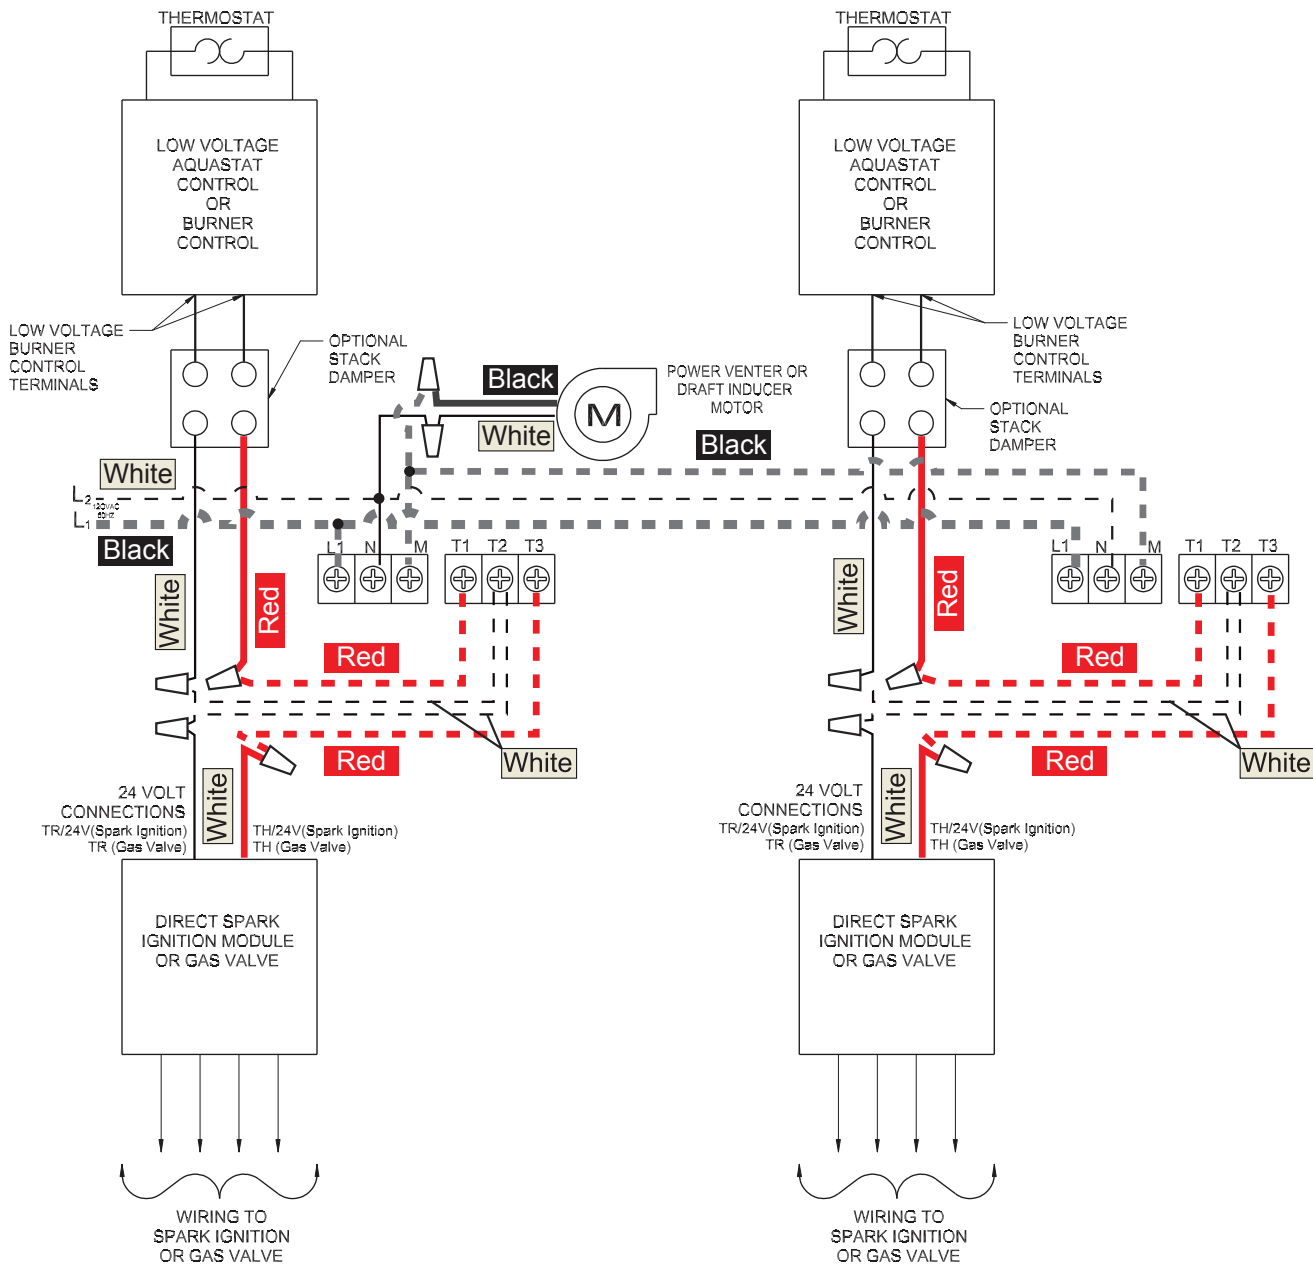 THERMOSTAT
THERMOSTAT
LOW VOLTAGE
AQUASTAT
CONTROL
OR
BURNER
CONTROL
LOW VOLTAGE
AQUASTAT
CONTROL
OR
BURNER
CONTROL
LOW VOLTAGE
BURNER
CONTROL
TERMINALS
OPTIONAL
STACK
DAMPER
Black
White
M
POWER VENTER OR
DRAFT INDUCER
MOTOR
Black
LOW VOLTAGE
BURNER
CONTROL
TERMINALS
OPTIONAL
STACK
DAMPER
White
L2
120VAC
60HZ
L1
Black
L1 N M T1 T2 T3
L1 N M T1 T2 T3
White
Red
White
Red
Red
Red
Red
White
Red
White
White
White
24 VOLT
CONNECTIONS
TR/24V(Spark Ignition)
TR (Gas Valve)
TH/24V(Spark Ignition)
TH (Gas Valve)
24 VOLT
CONNECTIONS
TR/24V(Spark Ignition)
TR (Gas Valve)
TH/24V(Spark Ignition)
TH (Gas Valve)
DIRECT SPARK
IGNITION MODULE
OR GAS VALVE
DIRECT SPARK
IGNITION MODULE
OR GAS VALVE
WIRING TO
SPARK IGNITION
OR GAS VALVE
WIRING TO
SPARK IGNITION
OR GAS VALVE